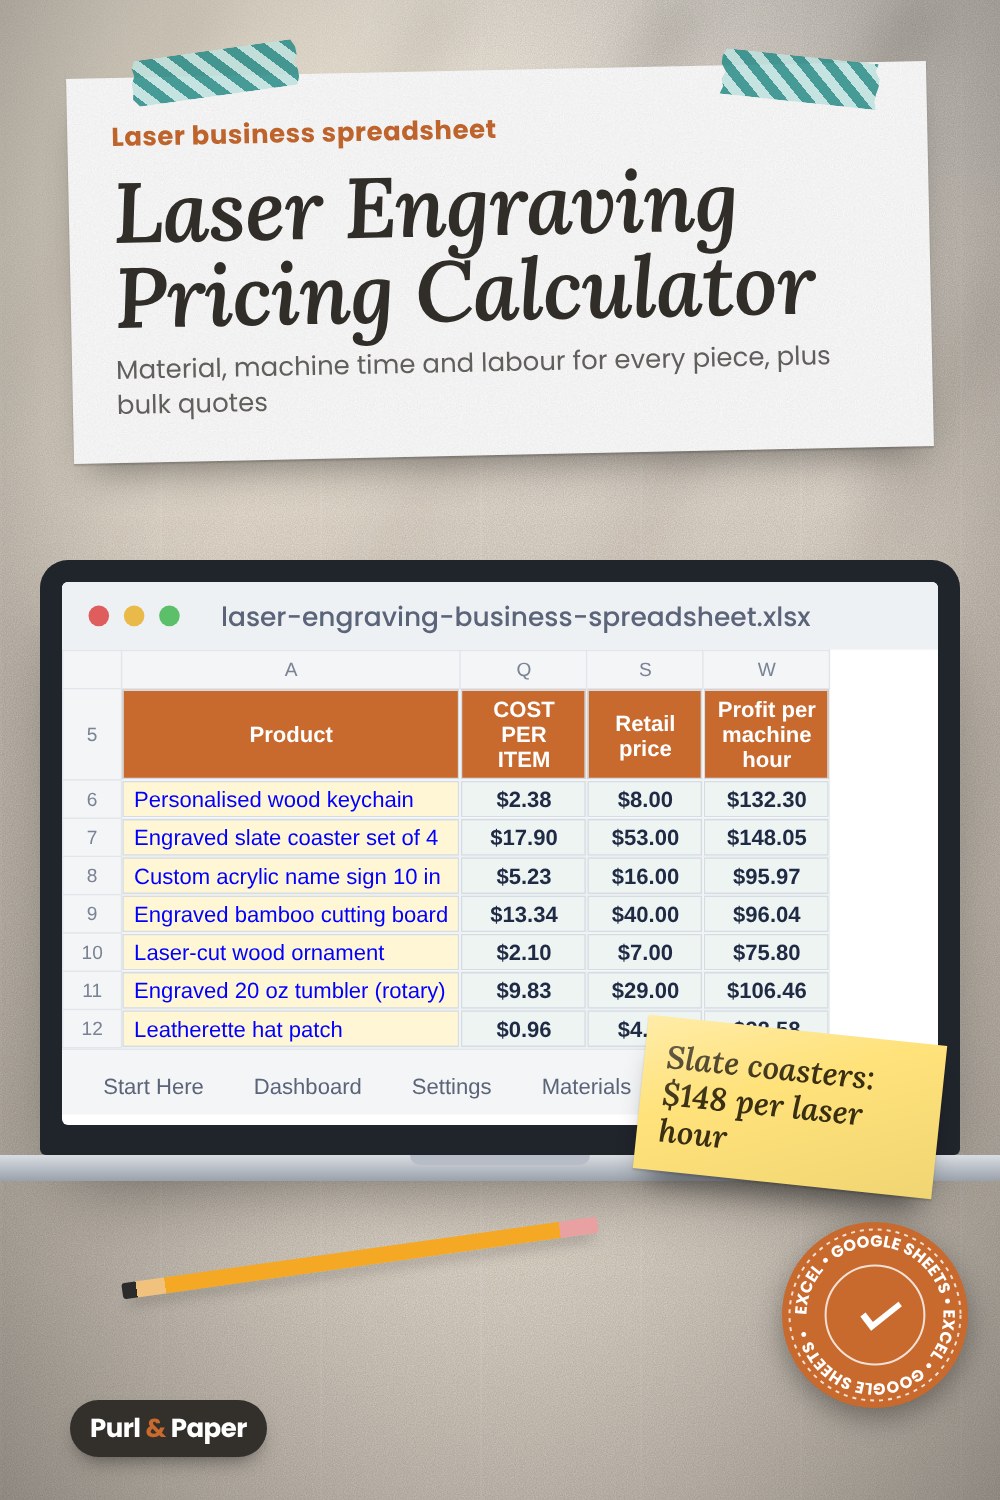 Laser business spreadsheet
Laser Engraving
Pricing Calculator
Material, machine time and labour for every piece, plus
bulk quotes
laser-engraving-business-spreadsheet.xlsx
A Q S W
5 Product COST PER ITEM Retail price Profit per machine hour
6 Personalised wood keychain $2.38 $8.00 $132.30
7 Engraved slate coaster set of 4 $17.90 $53.00 $148.05
8 Custom acrylic name sign 10 in $5.23 $16.00 $95.97
9 Engraved bamboo cutting board $13.34 $40.00 $96.04
10 Laser-cut wood ornament $2.10 $7.00 $75.80
11 Engraved 20 oz tumbler (rotary) $9.83 $29.00 $106.46
12 Leatherette hat patch $0.96
Start Here Dashboard Settings Materials
Slate coasters:
$148 per laser
hour
EXCEL • GOOGLE SHEETS • EXCEL • GOOGLE SHEETS •
Purl & Paper